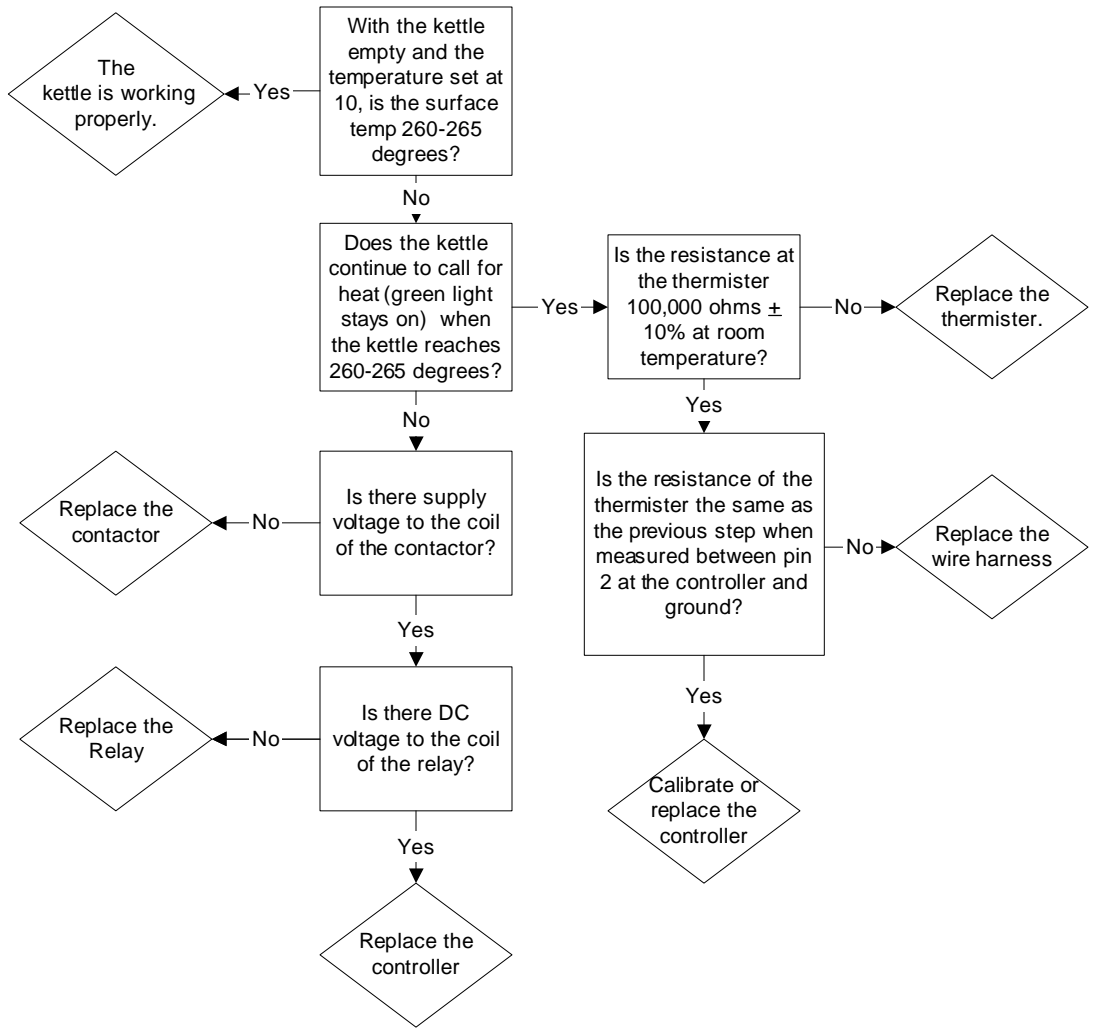 With the kettle
empty and the
temperature set at
10, is the surface
temp 260-265
degrees?
Yes
The
kettle is working
properly.
No
Does the kettle
continue to call for
heat (green light
stays on) when
the kettle reaches
260-265 degrees?
Yes
Is the resistance at
the thermister
100,000 ohms ±
10% at room
temperature?
No
Replace the
thermister.
Yes
Is the resistance of the
thermister the same as
the previous step when
measured between pin
2 at the controller and
ground?
No
Replace the
wire harness
Yes
Calibrate or
replace the
controller
No
Is there supply
voltage to the coil
of the contactor?
No
Replace the
contactor
Yes
Is there DC
voltage to the coil
of the relay?
No
Replace the
Relay
Yes
Replace the
controller